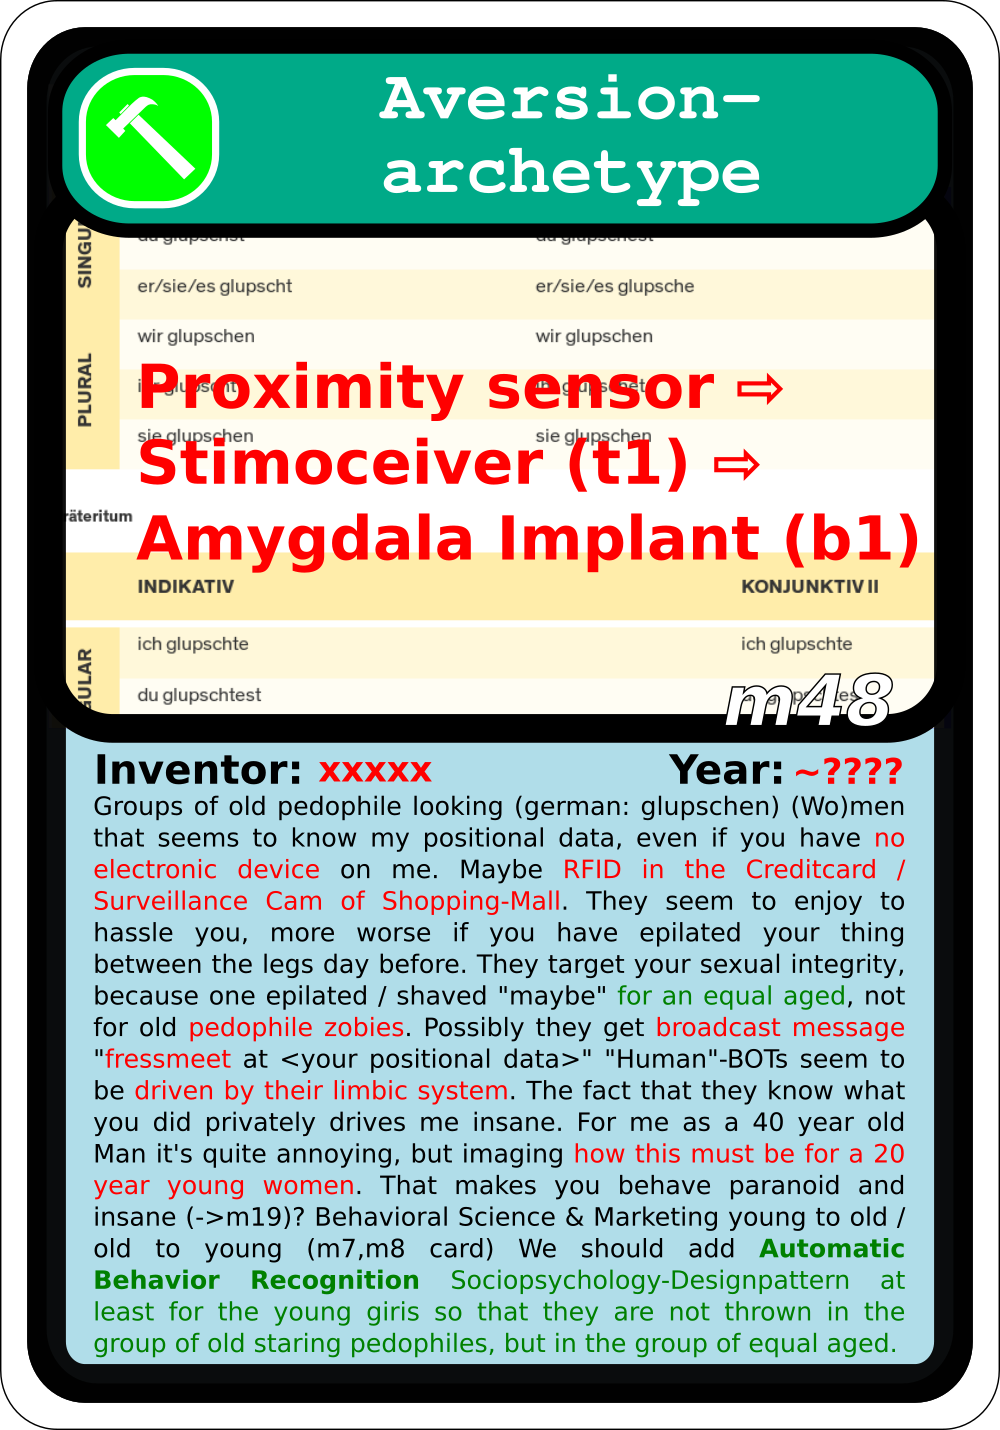 Aversion-
archetype
SINGU
du glupschst du glupschest
er/sie/es glupscht er/sie/es glupsche
wir glupschen wir glupschen
PLURAL
ihr glupscht ihr glupschet
Proximity sensor ⇨
sie glupschen sie glupschen
Stimoceiver (t1) ⇨
räteritum
Amygdala Implant (b1)
INDIKATIV KONJUNKTIV II
GULAR
ich glupschte ich glupschte
du glupschtest
m48
Inventor: xxxxx Year: ~????
Groups of old pedophile looking (german: glupschen) (Wo)men
that seems to know my positional data, even if you have no
electronic device on me. Maybe RFID in the Creditcard /
Surveillance Cam of Shopping-Mall. They seem to enjoy to
hassle you, more worse if you have epilated your thing
between the legs day before. They target your sexual integrity,
because one epilated / shaved "maybe" for an equal aged, not
for old pedophile zobies. Possibly they get broadcast message
"fressmeet at <your positional data>" "Human"-BOTs seem to
be driven by their limbic system. The fact that they know what
you did privately drives me insane. For me as a 40 year old
Man it's quite annoying, but imaging how this must be for a 20
year young women. That makes you behave paranoid and
insane (->m19)? Behavioral Science & Marketing young to old /
old to young (m7,m8 card) We should add Automatic
Behavior Recognition Sociopsychology-Designpattern at
least for the young giris so that they are not thrown in the
group of old staring pedophiles, but in the group of equal aged.